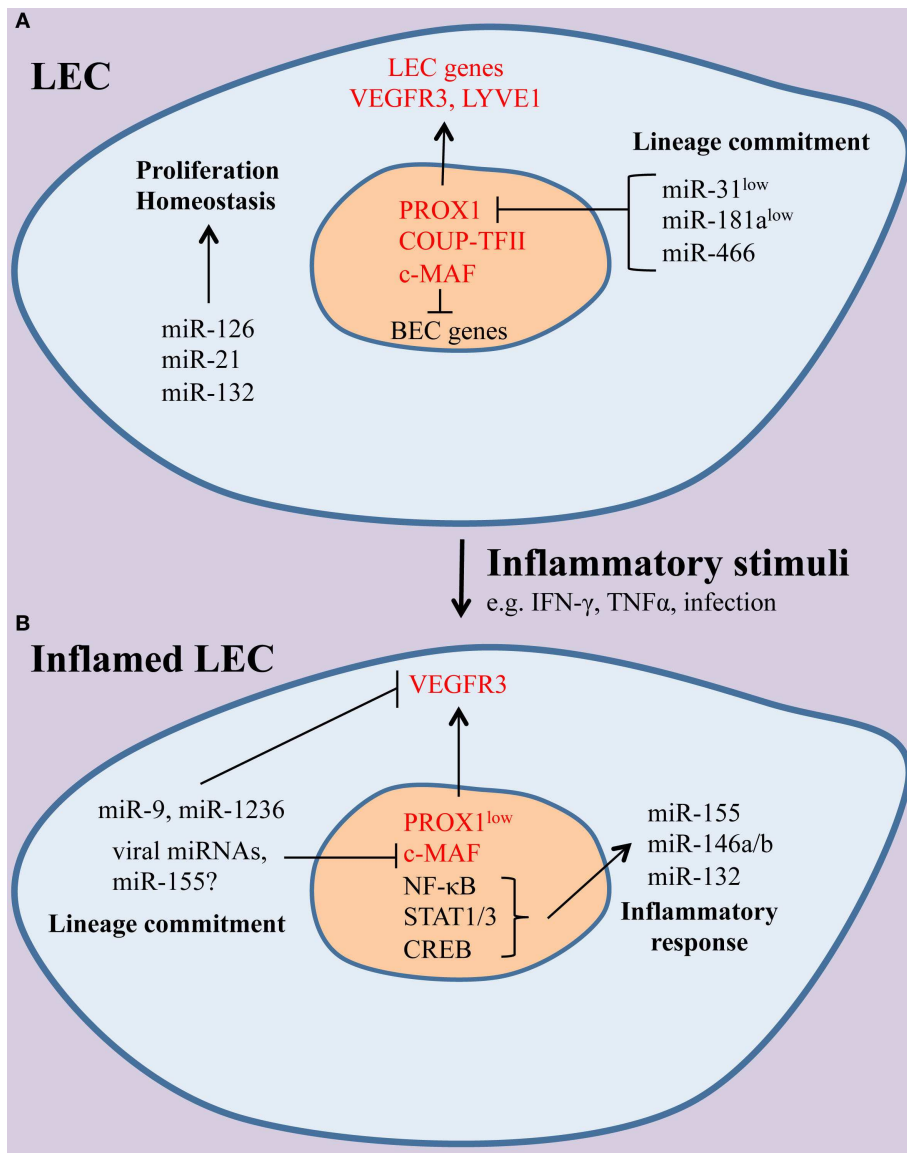 A
LEC
LEC genes
VEGFR3, LYVE1
Proliferation
Homeostasis
Lineage commitment
miR-31low
miR-181alow
miR-466
PROX1
COUP-TFII
c-MAF
BEC genes
miR-126
miR-21
miR-132
Inflammatory stimuli
e.g. IFN-γ, TNFα, infection
B
Inflamed LEC
VEGFR3
miR-9, miR-1236
viral miRNAs,
miR-155?
Lineage commitment
PROX1low
c-MAF
NF-κB
STAT1/3
CREB
miR-155
miR-146a/b
miR-132
Inflammatory
response